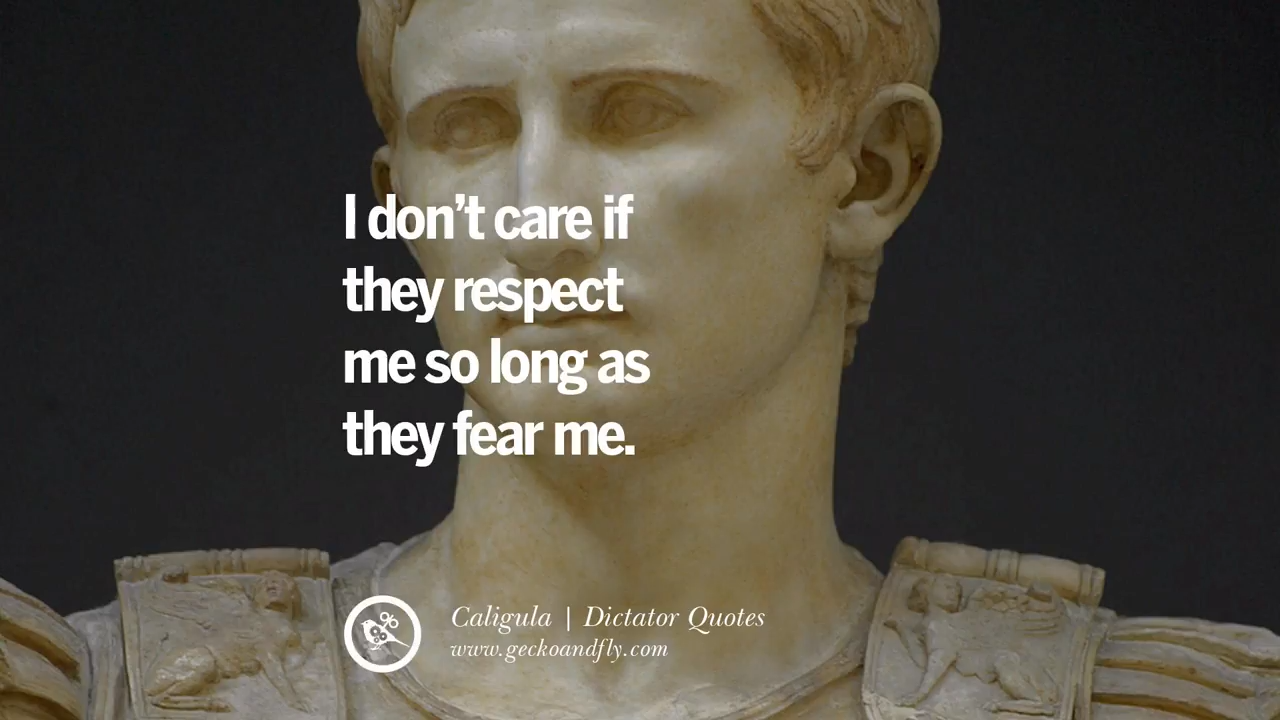 I don’t care if
they respect
me so long as
they fear me.
Caligula | Dictator Quotes
www.geckoandfly.com